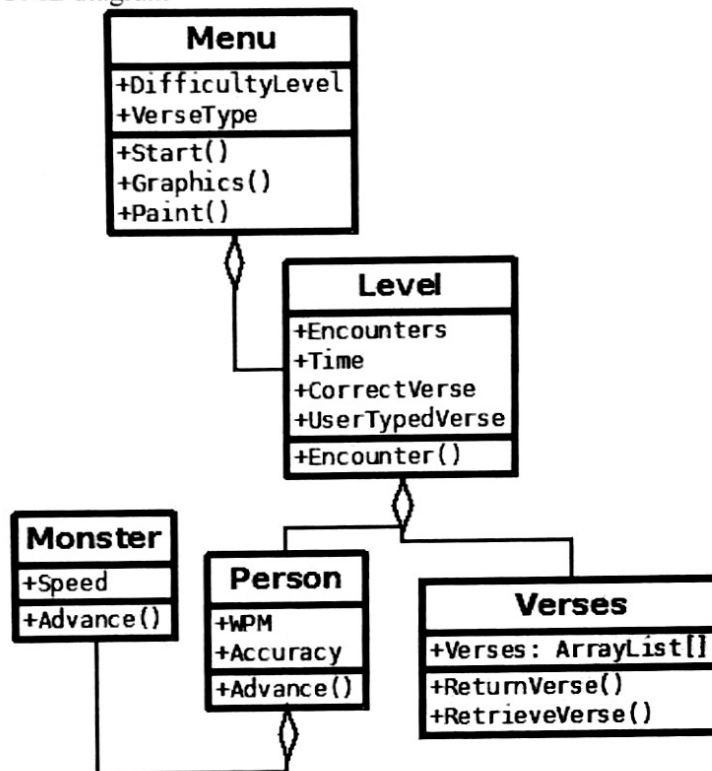 Menu
+DifficultyLevel
+VerseType
+Start()
+Graphics()
+Paint()
Level
+Encounters
+Time
+CorrectVerse
+UserTypedVerse
+Encounter()
Monster
+Speed
+Advance()
Person
+WPM
+Accuracy
+Advance()
Verses
+Verses: ArrayList[]
+ReturnVerse()
+RetrieveVerse()